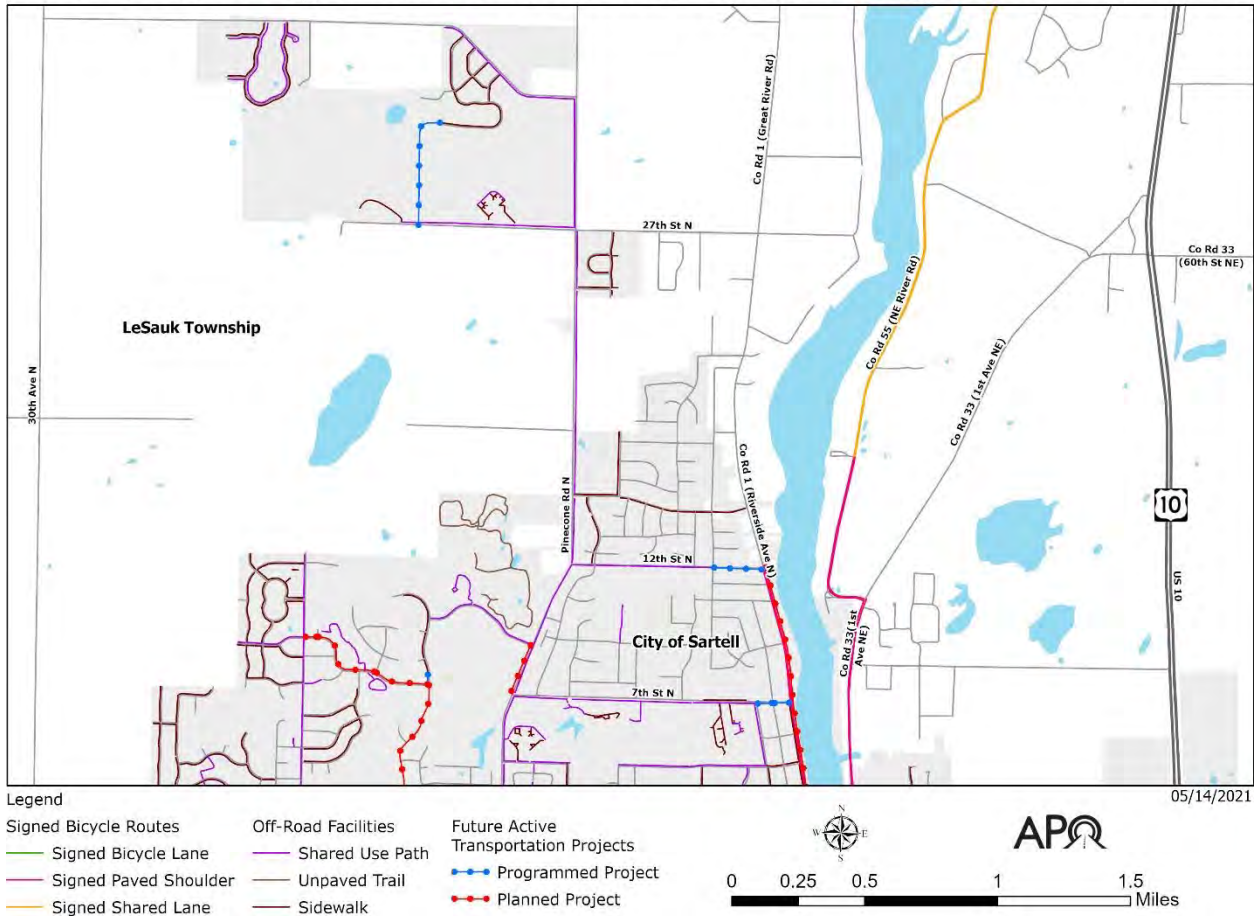 Co Rd 1 (Great River Rd)
27th St N
Co Rd 33
(60th St NE)
Co Rd 55 (NE River Rd)
LeSauk Township
30th Ave N
Co Rd 33 (1st Ave NE)
Pinecone Rd N
Co Rd 1 (Riverside Ave N)
10
12th St N
US 10
City of Sartell
Co Rd 33(1st
Ave NE)
7th St N
05/14/2021
Legend
Signed Bicycle Routes
Signed Bicycle Lane
Signed Paved Shoulder
Signed Shared Lane
Off-Road Facilities
Shared Use Path
Unpaved Trail
Sidewalk
Future Active
Transportation Projects
Programmed Project
Planned Project
N
W E
S
APO
0 0.25 0.5 1 1.5
Miles